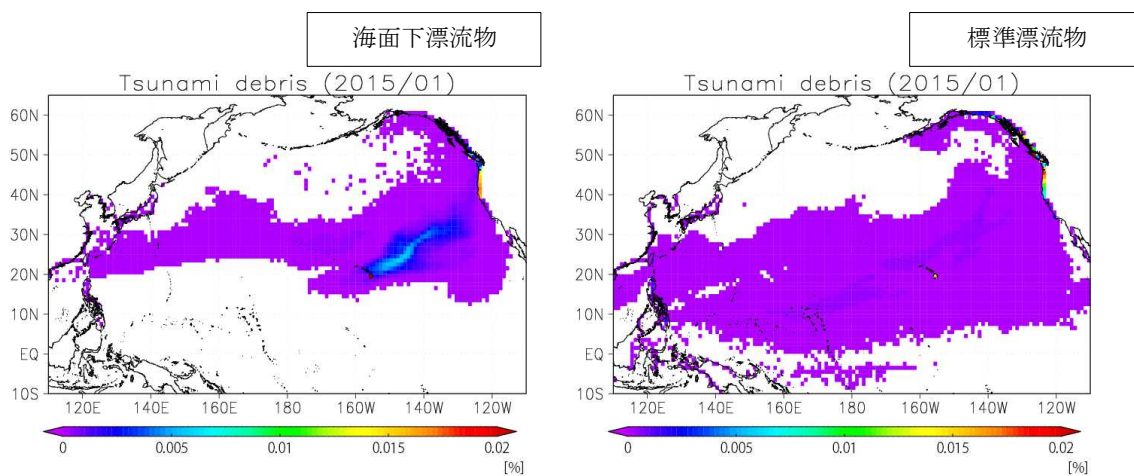 海面下漂流物
標準漂流物
Tsunami debris (2015/01)
60N
50N
40N
30N
20N
10N
EQ
10S
120E 140E 160E 180 160W 140W 120W
0 0.005 0.01 0.015 0.02
[%]
Tsunami debris (2015/01)
60N
50N
40N
30N
20N
10N
EQ
10S
120E 140E 160E 180 160W 140W 120W
0 0.005 0.01 0.015 0.02
[%]